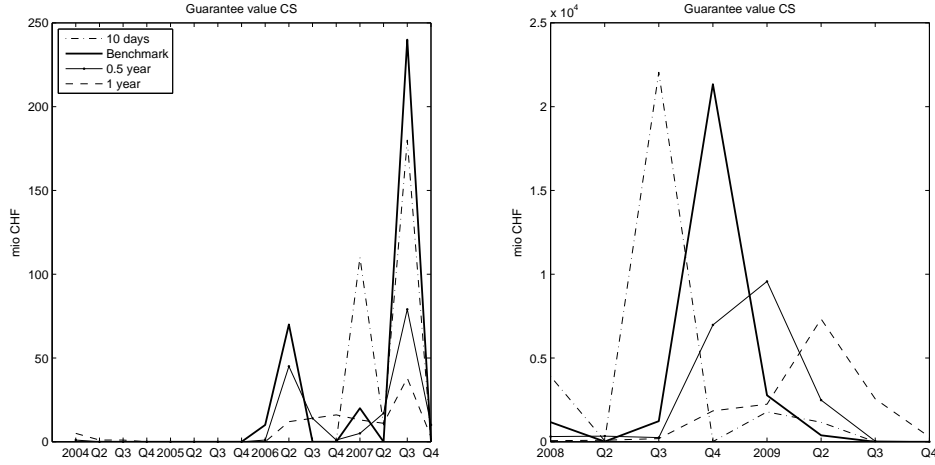 Guarantee value CS
250
200
150
100
50
0
mio CHF
10 days
Benchmark
0.5 year
1 year
2004 Q2 Q3 Q4 2005 Q2 Q3 Q4 2006 Q2 Q3 Q4 2007 Q2 Q3 Q4
Guarantee value CS
x 10^4
2.5
2
1.5
1
0.5
0
mio CHF
2008 Q2 Q3 Q4 2009 Q2 Q3 Q4